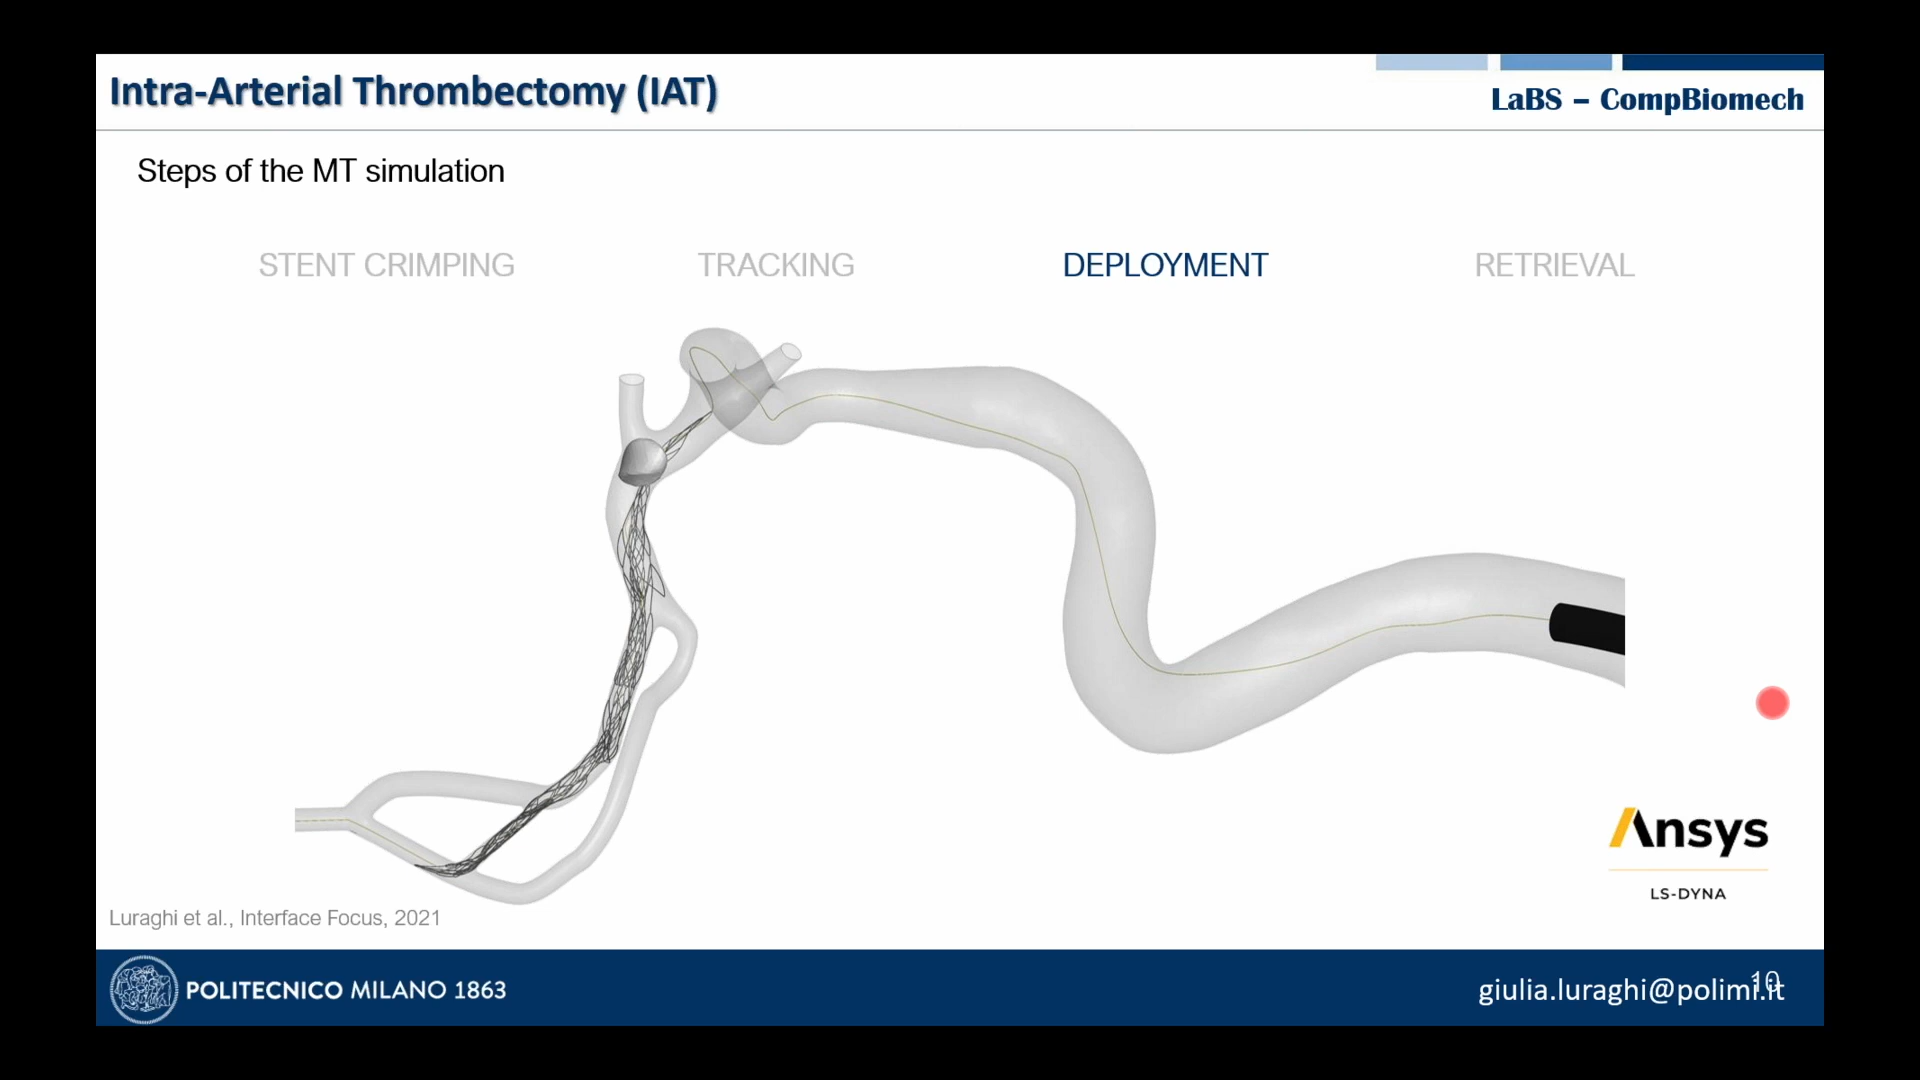 Intra-Arterial Thrombectomy (IAT)
LaBS – CompBiomech
Steps of the MT simulation
STENT CRIMPING
TRACKING
DEPLOYMENT
RETRIEVAL
Ansys
LS-DYNA
Luraghi et al., Interface Focus, 2021
POLITECNICO MILANO 1863
giulia.luraghi@polimi.it
10